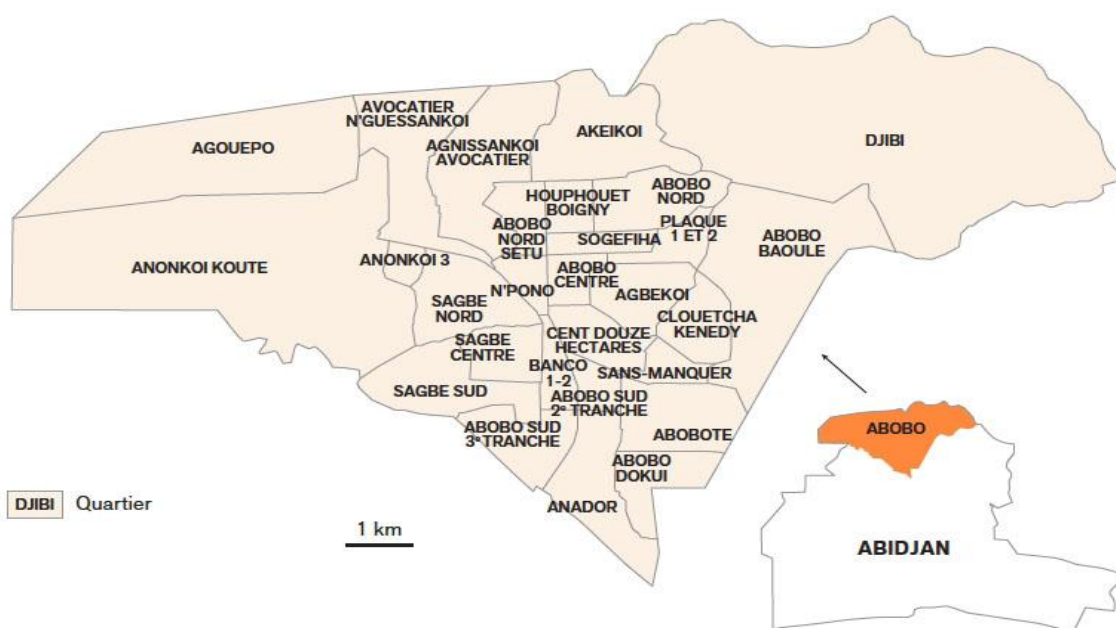 AVOCATIER
N'GUESSANKOI
AGOUEPO
AGNISSANKOI
AVOCATIER
AKEIKOI
DJIBI
HOUPHOUET
BOIGNY
ABOBO
NORD
PLAQUE
1 ET 2
ABOBO
NORD
SETU
SOGEFIHA
ABOBO
BAOULE
ANONKOI KOUTE
ANONKOI 3
ABOBO
CENTRE
N'PONO
AGBEKOI
SAGBE
NORD
CLOUETCHA
KENEDY
SAGBE
CENTRE
CENT DOUZE
HECTARES
BANCO
1-2
SANS-MANQUER
SAGBE SUD
ABOBO SUD
2e TRANCHE
ABOBO SUD
3e TRANCHE
ABOBOTE
ABOBO
DOKUI
ANADOR
DJIBI Quartier
1 km
ABOBO
ABIDJAN